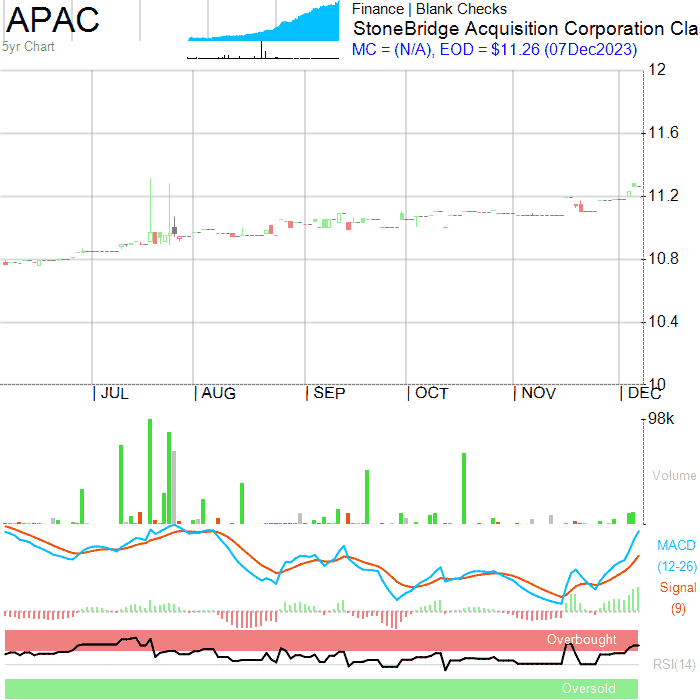 APAC
5yr Chart
Finance | Blank Checks
StoneBridge Acquisition Corporation Cla
MC = (N/A), EOD = $11.26 (07Dec2023)
12
11.6
11.2
10.8
10.4
10
JUL
AUG
SEP
OCT
NOV
DEC
98k
Volume
MACD
(12-26)
Signal
(9)
Overbought
RSI(14)
Oversold